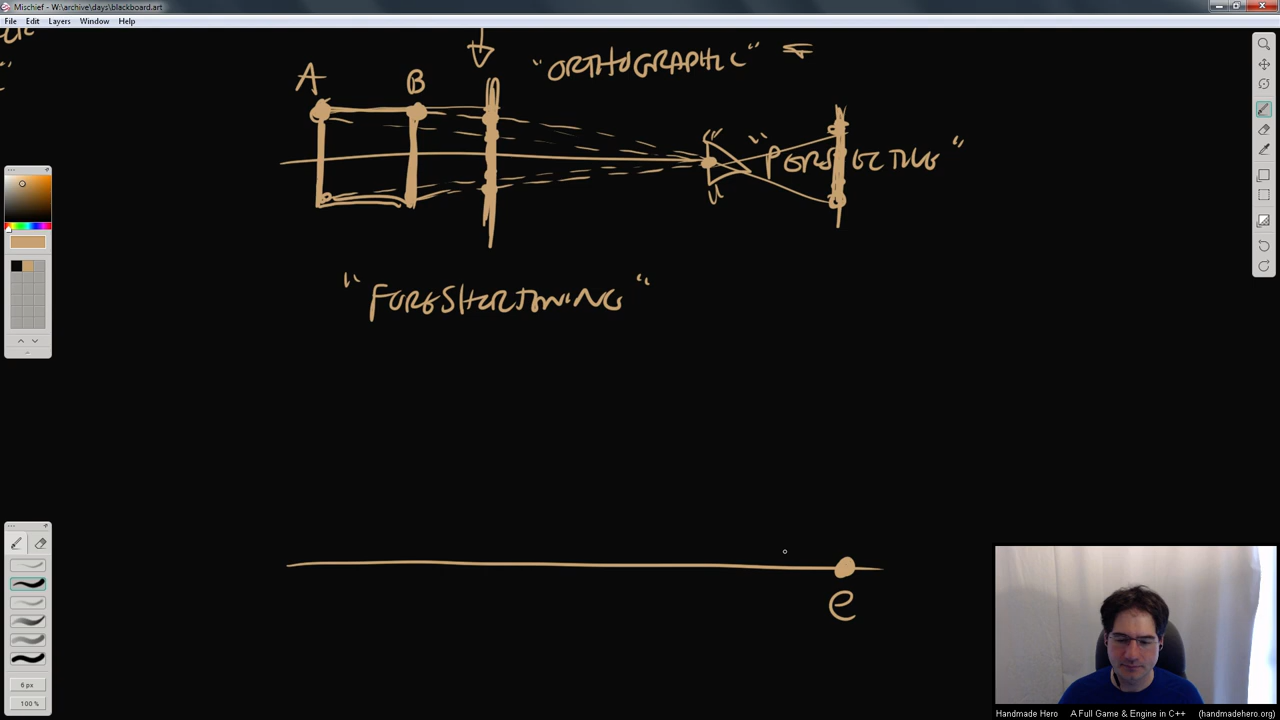 Mischief - W:\archive\days\blackboard.art
File Edit Layers Window Help
"ORTHOGRAPHIC"
A B
"PERSPECTIVE"
"FORESHORTENING"
e
6 px
100 %
Handmade Hero A Full Game & Engine in C++ (handmadehero.org)